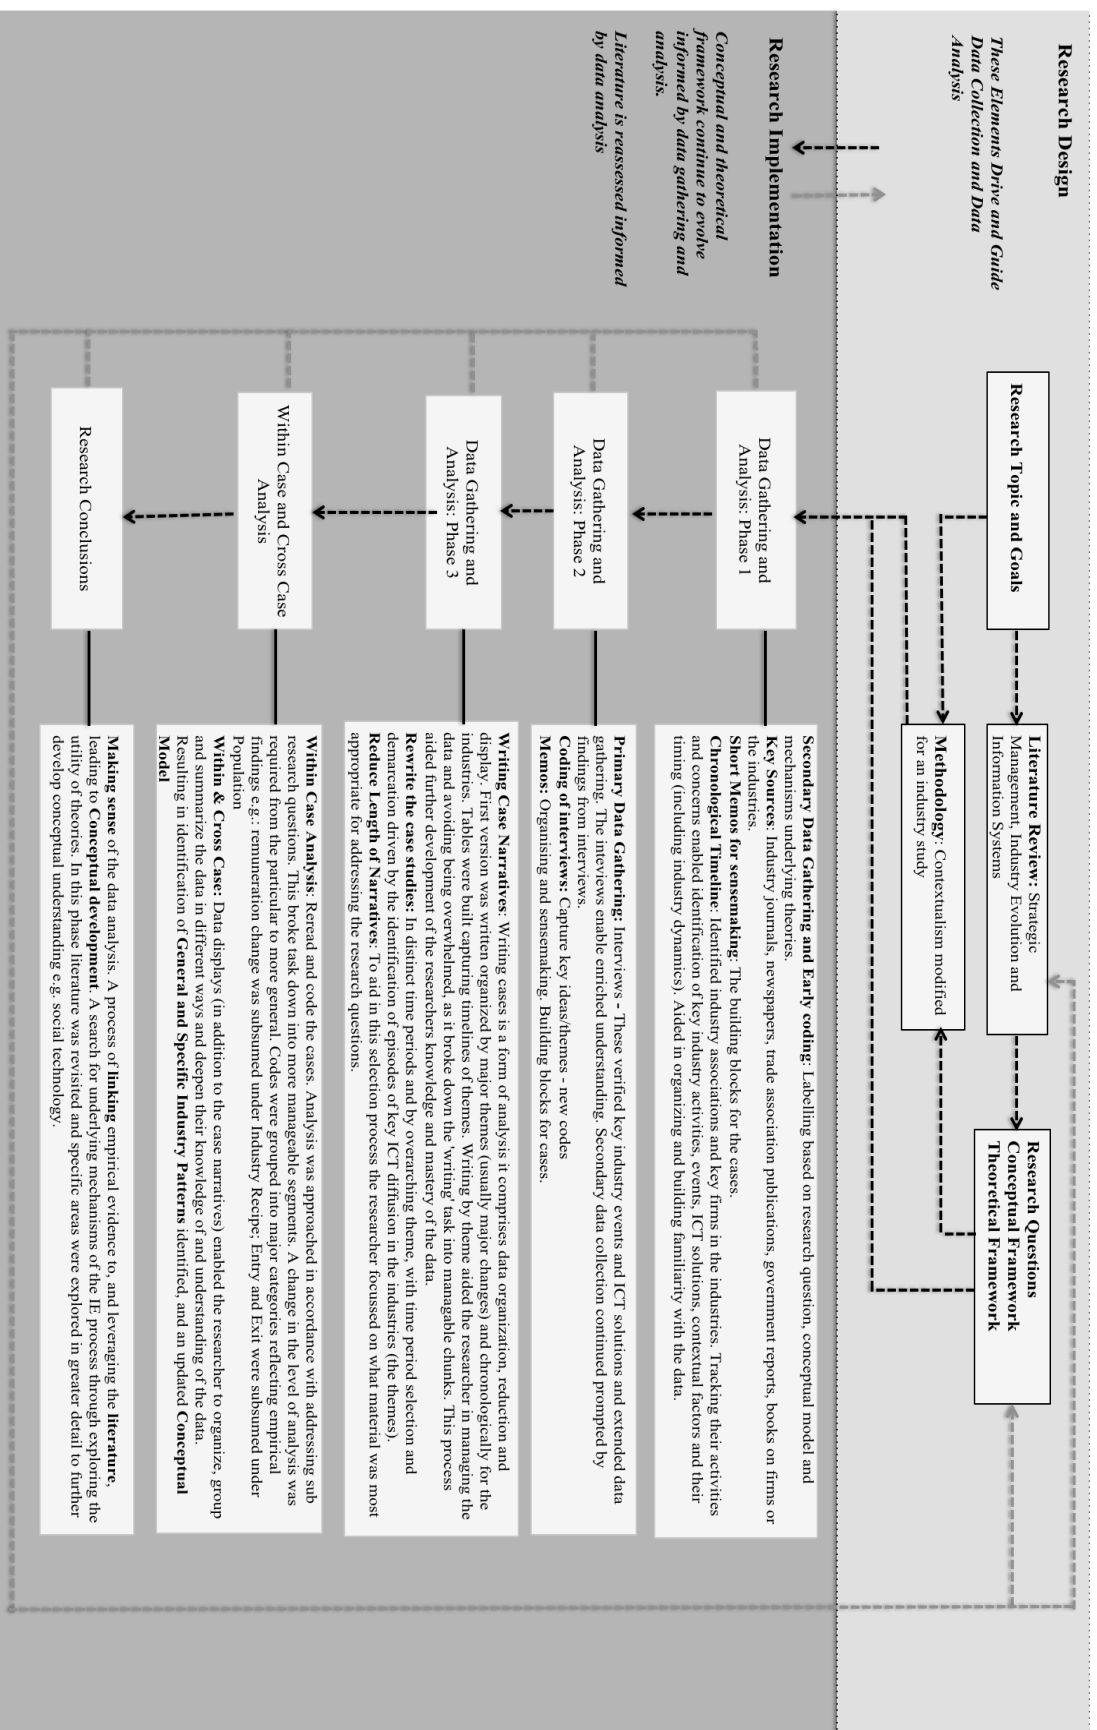 Research Design
These Elements Drive and Guide
Data Collection and Data
Analysis
Research Topic and Goals
Literature Review: Strategic
Management, Industry Evolution and
Information Systems
Research Questions
Conceptual Framework
Theoretical Framework
Methodology: Contextualism modified
for an industry study
Research Implementation
Conceptual and theoretical
framework continue to evolve
informed by data gathering and
analysis.
Literature is reassessed informed
by data analysis
Data Gathering and
Analysis: Phase 1
Secondary Data Gathering and Early coding: Labelling based on research question, conceptual model and
mechanisms underlying theories.
Key Sources: Industry journals, newspapers, trade association publications, government reports, books on firms or
the industries.
Short Memos for sensemaking: The building blocks for the cases.
Chronological Timeline: Identified industry associations and key firms in the industries. Tracking their activities
and concerns enabled identification of key industry activities, events, ICT solutions, contextual factors and their
timing (including industry dynamics). Aided in organizing and building familiarity with the data.
Data Gathering and
Analysis: Phase 2
Primary Data Gathering: Interviews - These verified key industry events and ICT solutions and extended data
gathering. The inteviews enable enriched understanding. Secondary data collection continued prompted by
findings from interviews.
Coding of interviews: Capture key ideas/themes - new codes
Memos: Organising and sensemaking. Building blocks for cases.
Data Gathering and
Analysis: Phase 3
Writing Case Narratives: Writing cases is a form of analysis it comprises data organization, reduction and
display. First version was written organized by major themes (usually major changes) and chronologically for the
industries. Tables were built capturing timelines of themes. Writing by theme aided the researcher in managing the
data and avoiding being overwhelmed, as it broke down the 'writing' task into managable chunks. This process
aided further development of the researchers knowledge and mastery of the data.
Rewrite the case studies: In distinct time periods and by overarching theme, with time period selection and
demarcation driven by the identification of episodes of key ICT diffusion in the industries (the themes).
Reduce Length of Narratives: To aid in this selection process the researcher focussed on what material was most
appropriate for addressing the research questions.
Within Case and Cross Case
Analysis
Within Case Analysis: Reread and code the cases. Analysis was approached in accordance with addressing sub
research questions. This broke task down into more manageable segments. A change in the level of analysis was
required from the particular to more general. Codes were grouped into major categories reflecting empirical
findings e.g.: remuneration change was subsumed under Industry Recipe; Entry and Exit were subsumed under
Population
Within & Cross Case: Data displays (in addition to the case narratives) enabled the researcher to organize, group
and summarize the data in different ways and deepen their knowledge of and understanding of the data.
Resulting in identification of General and Specific Industry Patterns identified, and an updated Conceptual
Model
Research Conclusions
Making sense of the data analysis. A process of linking empirical evidence to, and leveraging the literature,
leading to Conceptual development. A search for underlying mechanisms of the IE process through exploring the
utility of theories. In this phase literature was revisited and specific areas were explored in greater detail to further
develop conceptual understanding e.g. social technology.